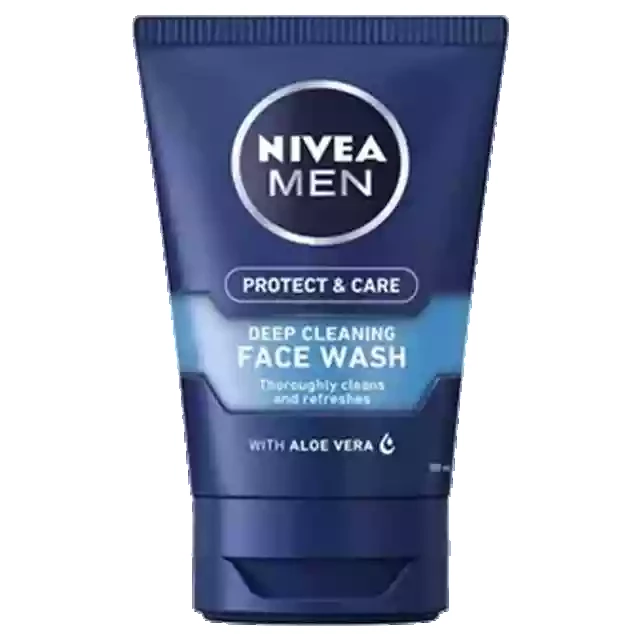 NIVEA
MEN
PROTECT & CARE
DEEP CLEANING
FACE WASH
Thoroughly cleans
and refreshes
WITH ALOE VERA